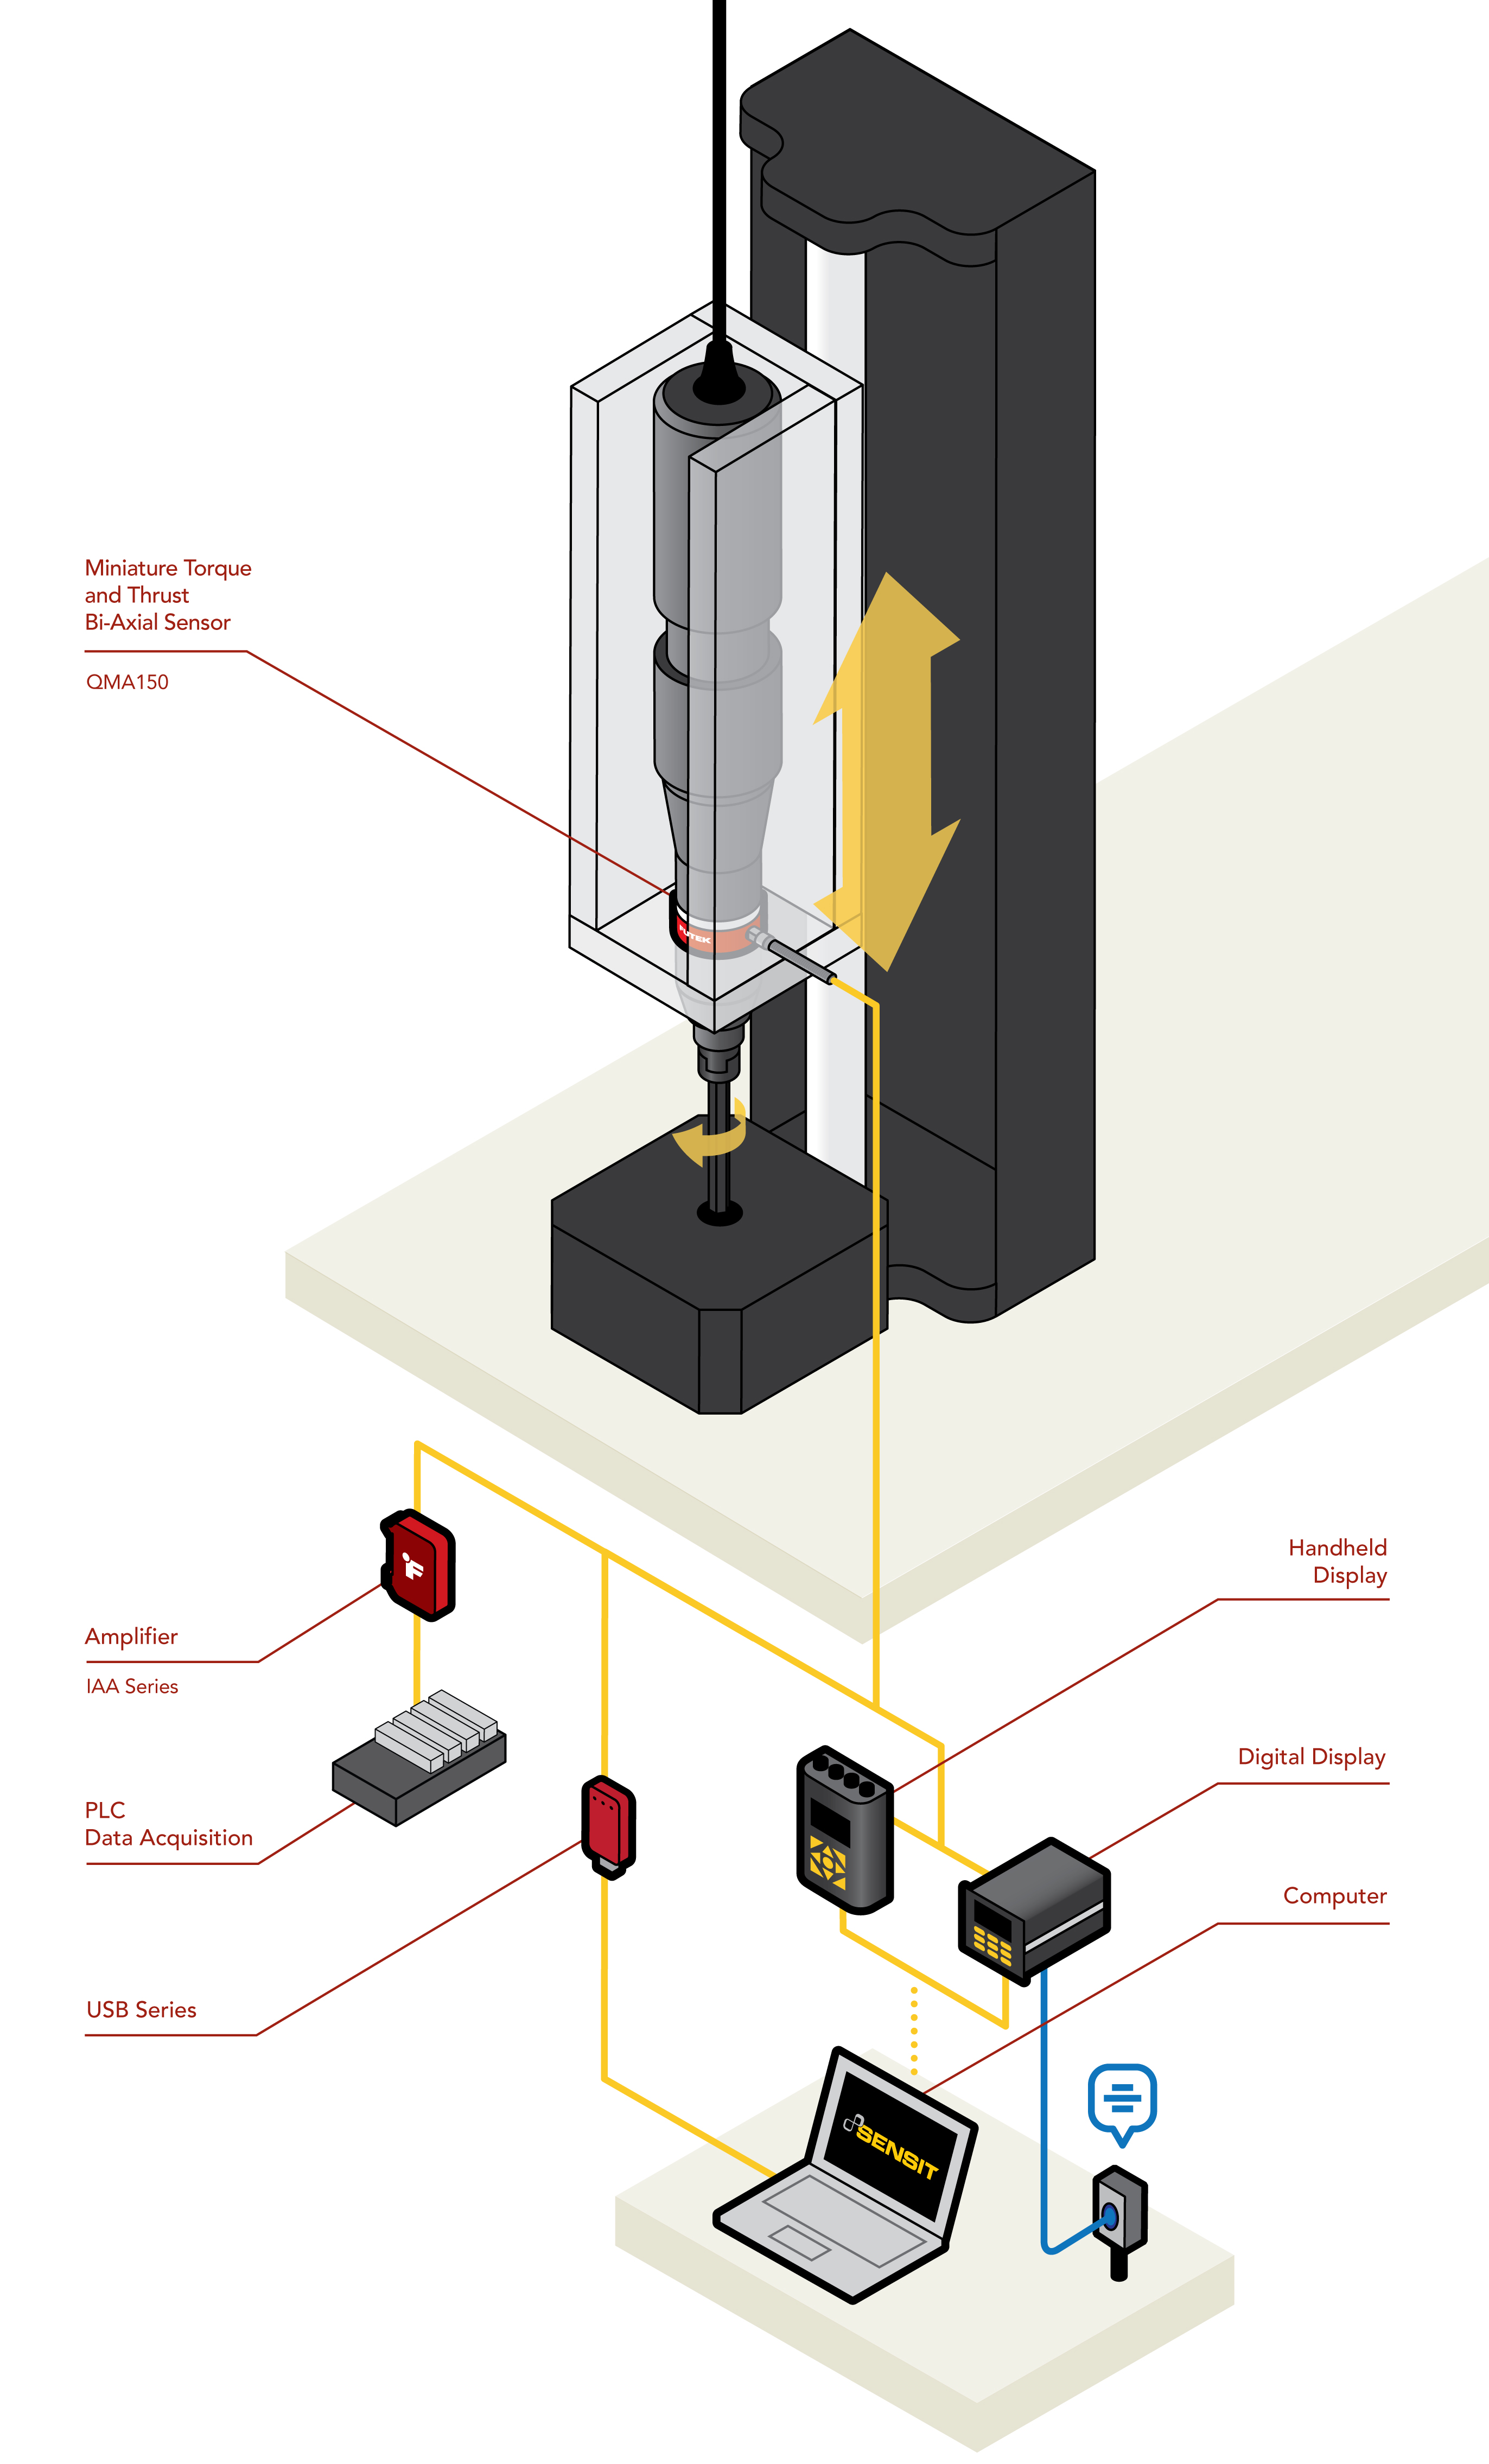 Miniature Torque
and Thrust
Bi-Axial Sensor
QMA150
FUTEK
Handheld
Display
iF
Amplifier
IAA Series
Digital Display
PLC
Data Acquisition
Computer
USB Series
SENSIT